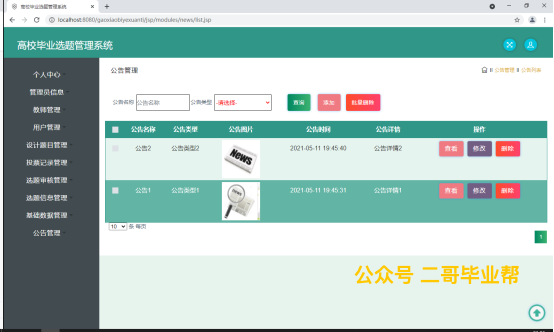 高校毕业选题管理系统
localhost:8080/gaoxiaobiyexuanti/jsp/modules/news/list.jsp
高校毕业选题管理系统
个人中心
管理员信息
教师管理
用户管理
设计题目管理
投票记录管理
选题审核管理
选题信息管理
基础数据管理
公告管理
公告管理
公告管理 公告列表
公告名称 公告名称 公告类型 -请选择- 查询 添加 批量删除
公告名称 公告类型 公告图片 公告时间 公告详情 操作
公告2 公告类型2 NEWS 2021-05-11 19:45:40 公告详情2 查看 修改 删除
公告1 公告类型1 2021-05-11 19:45:31 公告详情1 查看 修改 删除
10 条 每页
1
公众号 二哥毕业帮